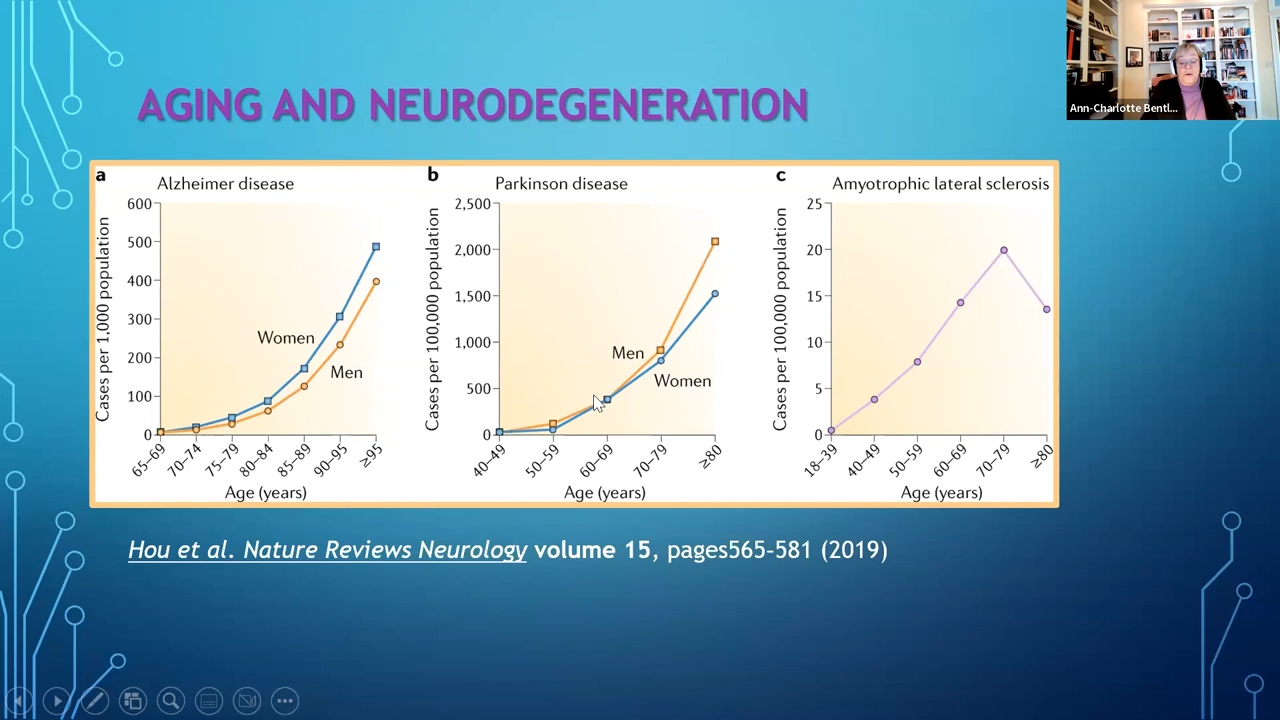 AGING AND NEURODEGENERATION
Ann-Charlotte Bentl...
a
Alzheimer disease
Cases per 1,000 population
600
500
400
300
200
100
0
Women
Men
65–69
70–74
75–79
80–84
85–89
90–95
≥95
Age (years)
b
Parkinson disease
Cases per 100,000 population
2,500
2,000
1,500
1,000
500
0
Men
Women
40–49
50–59
60–69
70–79
≥80
Age (years)
c
Amyotrophic lateral sclerosis
Cases per 100,000 population
25
20
15
10
5
0
18–39
40–49
50–59
60–69
70–79
≥80
Age (years)
Hou et al. Nature Reviews Neurology volume 15, pages565–581 (2019)